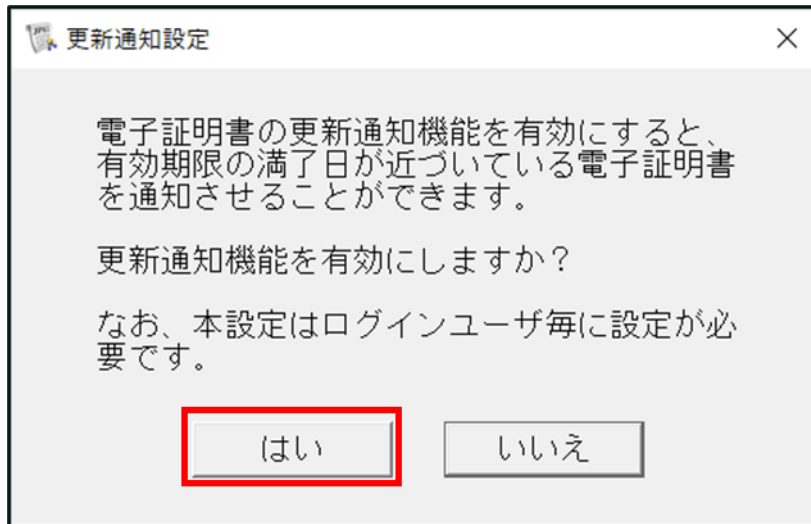 更新通知設定
電子証明書の更新通知機能を有効にすると、
有効期限の満了日が近づいている電子証明書
を通知させることができます。
更新通知機能を有効にしますか？
なお、本設定はログインユーザ毎に設定が必
要です。
はい
いいえ